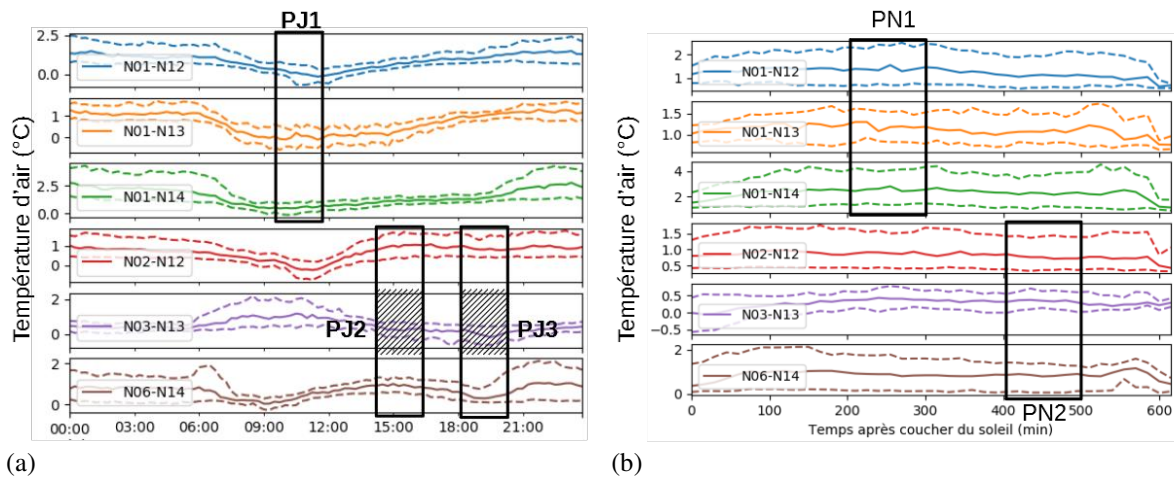 PJ1
Température d'air (°C)
2.5
0.0
N01-N12
1
0
N01-N13
2.5
0.0
N01-N14
1
0
N02-N12
2
0
N03-N13
PJ2
PJ3
2
0
N06-N14
00:00 03:00 06:00 09:00 12:00 15:00 18:00 21:00
(a)
PN1
Température d'air (°C)
2
1
N01-N12
1.5
1.0
N01-N13
4
2
N01-N14
1.5
1.0
0.5
N02-N12
0.5
0.0
−0.5
N03-N13
2
0
N06-N14
0 100 200 300 400 500 600
PN2
Temps après coucher du soleil (min)
(b)